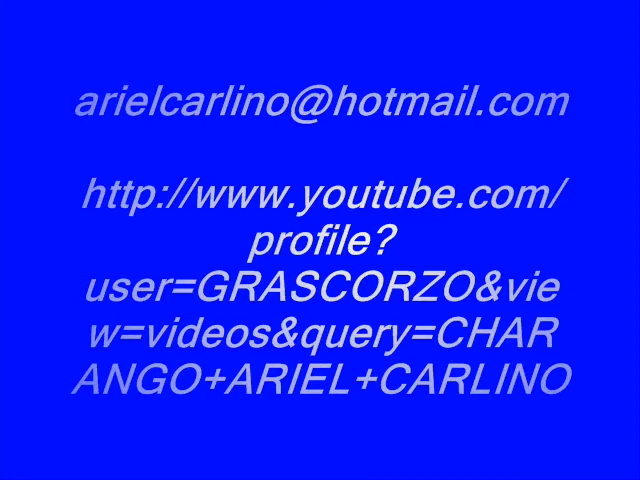 arielcarlino@hotmail.com
http://www.youtube.com/
profile?
user=GRASCORZO&vie
w=videos&query=CHAR
ANGO+ARIEL+CARLINO